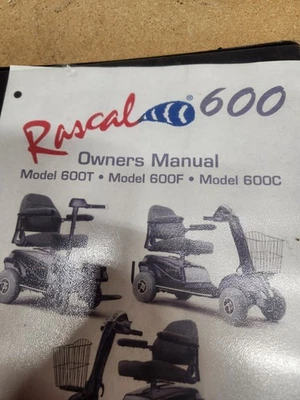 Rascal® 600
Owners Manual
Model 600T • Model 600F • Model 600C